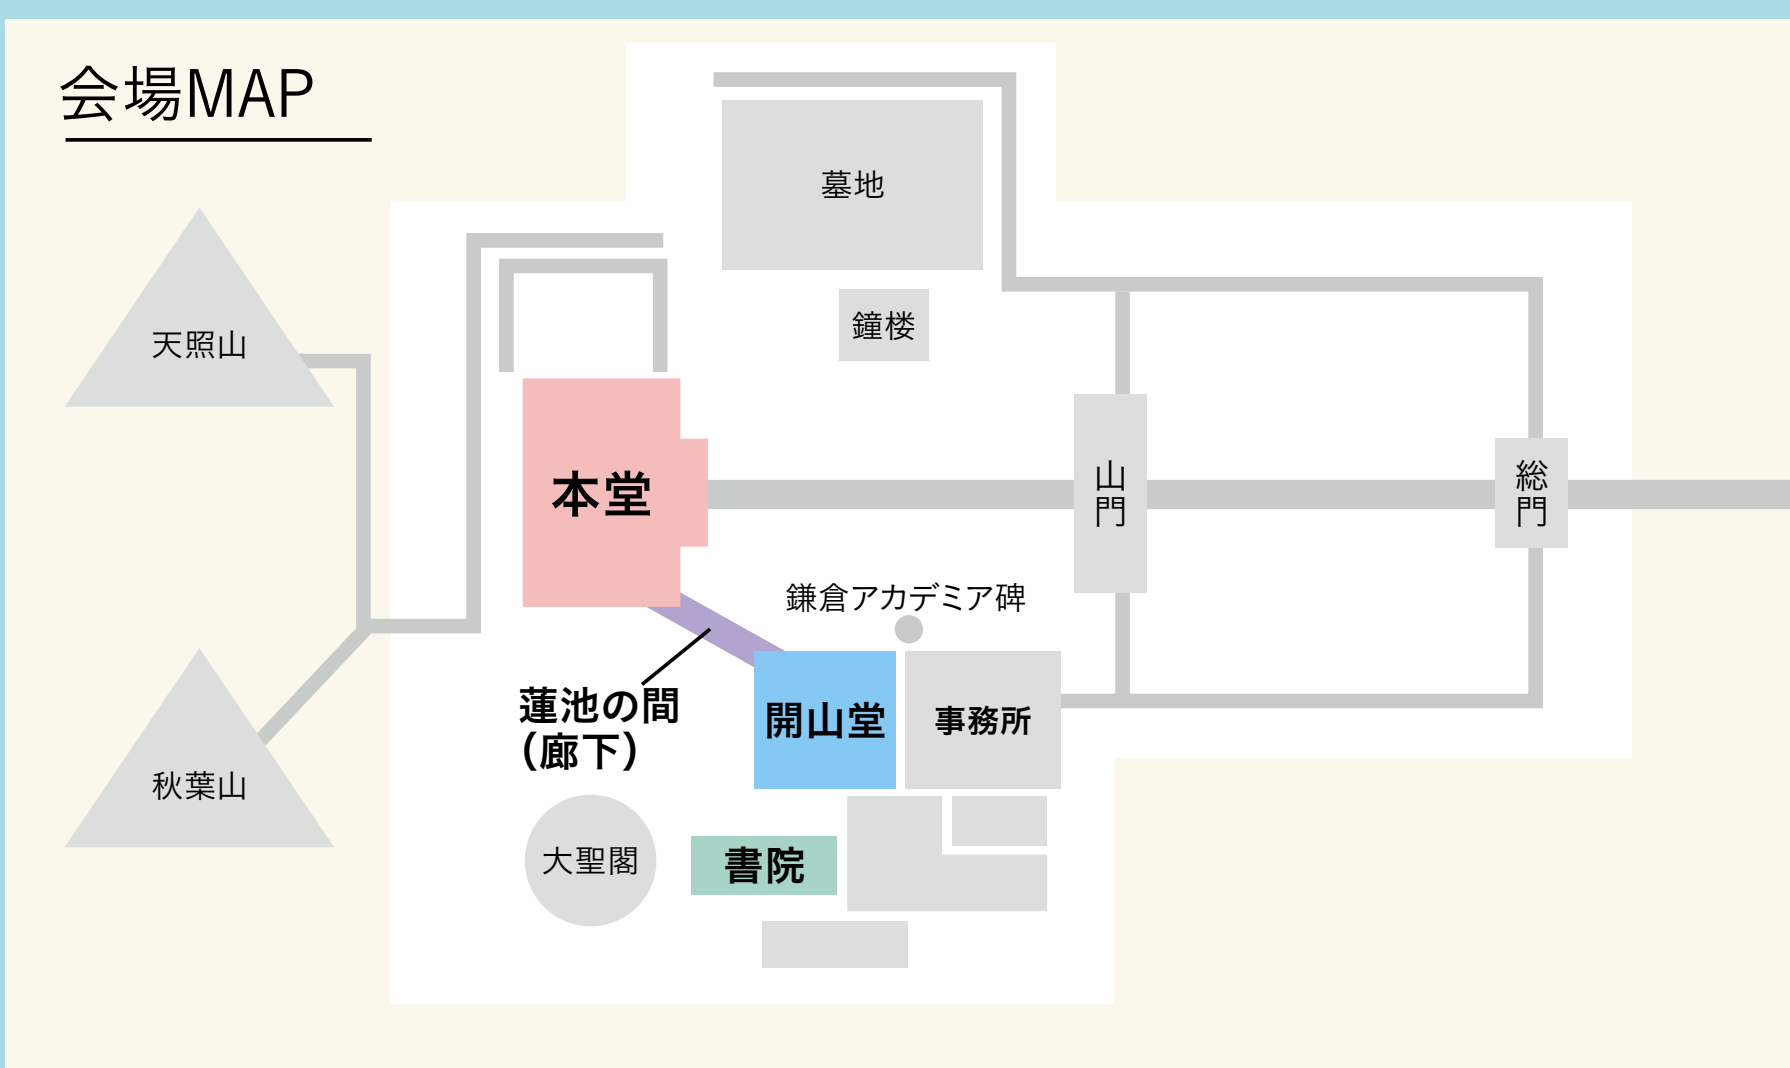 会場MAP
墓地
鐘楼
天照山
本堂
山門
総門
鎌倉アカデミア碑
蓮池の間
(廊下)
開山堂
事務所
秋葉山
大聖閣
書院